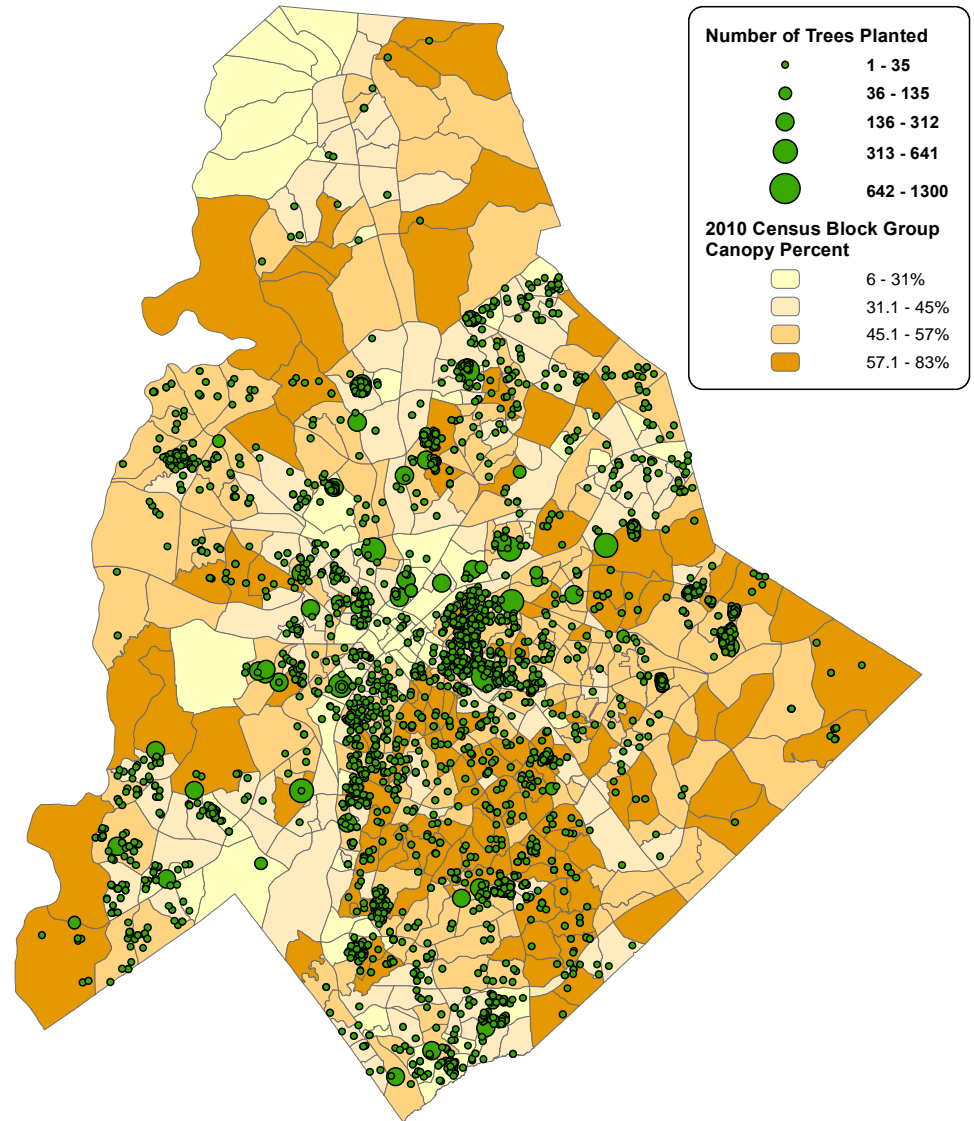 Number of Trees Planted
1 - 35
36 - 135
136 - 312
313 - 641
642 - 1300
2010 Census Block Group
Canopy Percent
6 - 31%
31.1 - 45%
45.1 - 57%
57.1 - 83%